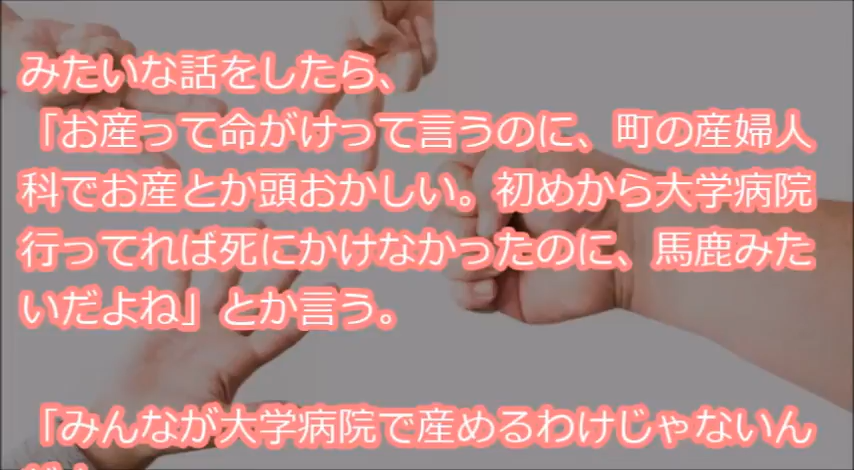 みたいな話をしたら、
「お産って命がけって言うのに、町の産婦人
科でお産とか頭おかしい。初めから大学病院
行ってれば死にかけなかったのに、馬鹿みた
いだよね」とか言う。
「みんなが大学病院で産めるわけじゃないん